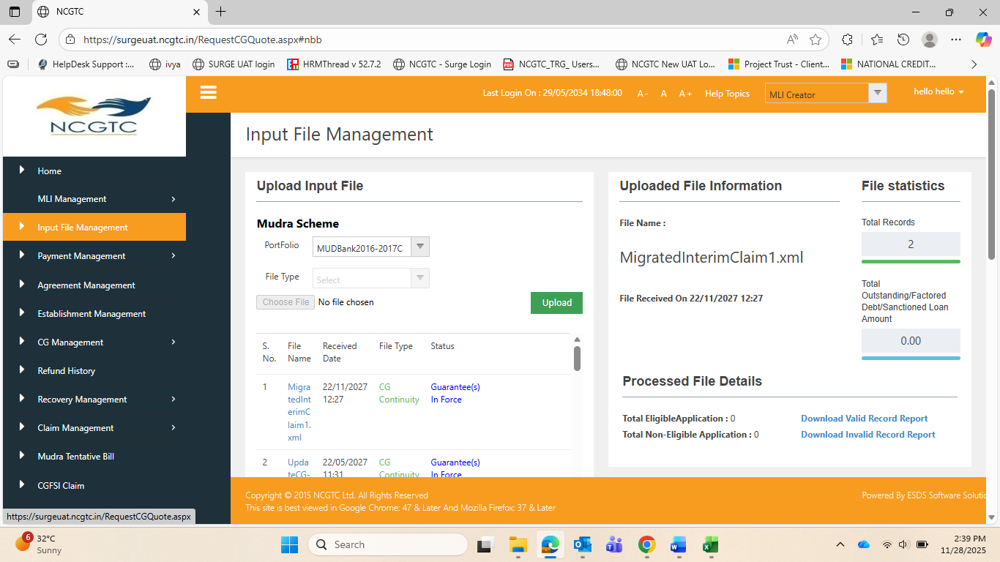 NCGTC
https://surgeuat.ncgtc.in/RequestCGQuote.aspx#nbb
HelpDesk Support :...
ivya
SURGE UAT login
HRMThread v 52.7.2
NCGTC - Surge Login
NCGTC_TRG_ Users...
NCGTC New UAT Lo...
Project Trust - Client...
NATIONAL CREDIT...
NCGTC
Last Login On : 29/05/2034 18:48:00
A -
A
A +
Help Topics
MLI Creator
hello hello
Home
MLI Management
Input File Management
Payment Management
Agreement Management
Establishment Management
CG Management
Refund History
Recovery Management
Claim Management
Mudra Tentative Bill
CGFSI Claim
https://surgeuat.ncgtc.in/RequestCGQuote.aspx
Input File Management
Upload Input File
Mudra Scheme
PortFolio
MUDBank2016-2017C
File Type
Select
Choose File No file chosen
Upload
S. No.
File Name
Received Date
File Type
Status
1
Migra
tedInt
erimC
laim1.
xml
22/11/2027
12:27
CG
Continuity
Guarantee(s)
In Force
2
Upda
teCG-
22/05/2027
11:31
CG
Continuity
Guarantee(s)
In Force
Uploaded File Information
File Name :
MigratedInterimClaim1.xml
File Received On 22/11/2027 12:27
File statistics
Total Records
2
Total
Outstanding/Factored
Debt/Sanctioned Loan
Amount
0.00
Processed File Details
Total EligibleApplication : 0
Download Valid Record Report
Total Non-Eligible Application : 0
Download Invalid Record Report
Copyright © 2015 NCGTC Ltd. All Rights Reserved
This site is best viewed in Google Chrome: 47 & Later And Mozilla Firefox: 37 & Later
Powered By ESDS Software Solutio
6
32°C
Sunny
Search
2:39 PM
11/28/2025